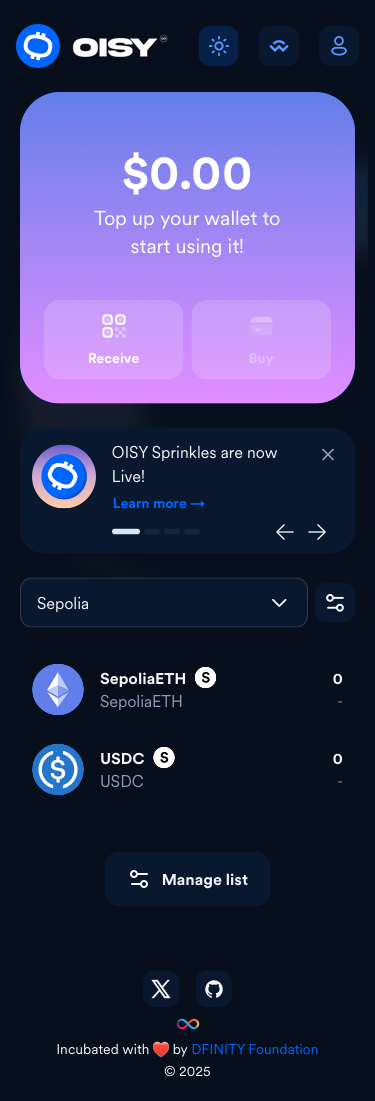 OISY
$0.00
Top up your wallet to
start using it!
Receive
Buy
OISY Sprinkles are now
Live!
Learn more →
Sepolia
SepoliaETH S
0
SepoliaETH
-
USDC S
0
USDC
-
Manage list
Incubated with ❤️ by DFINITY Foundation
© 2025